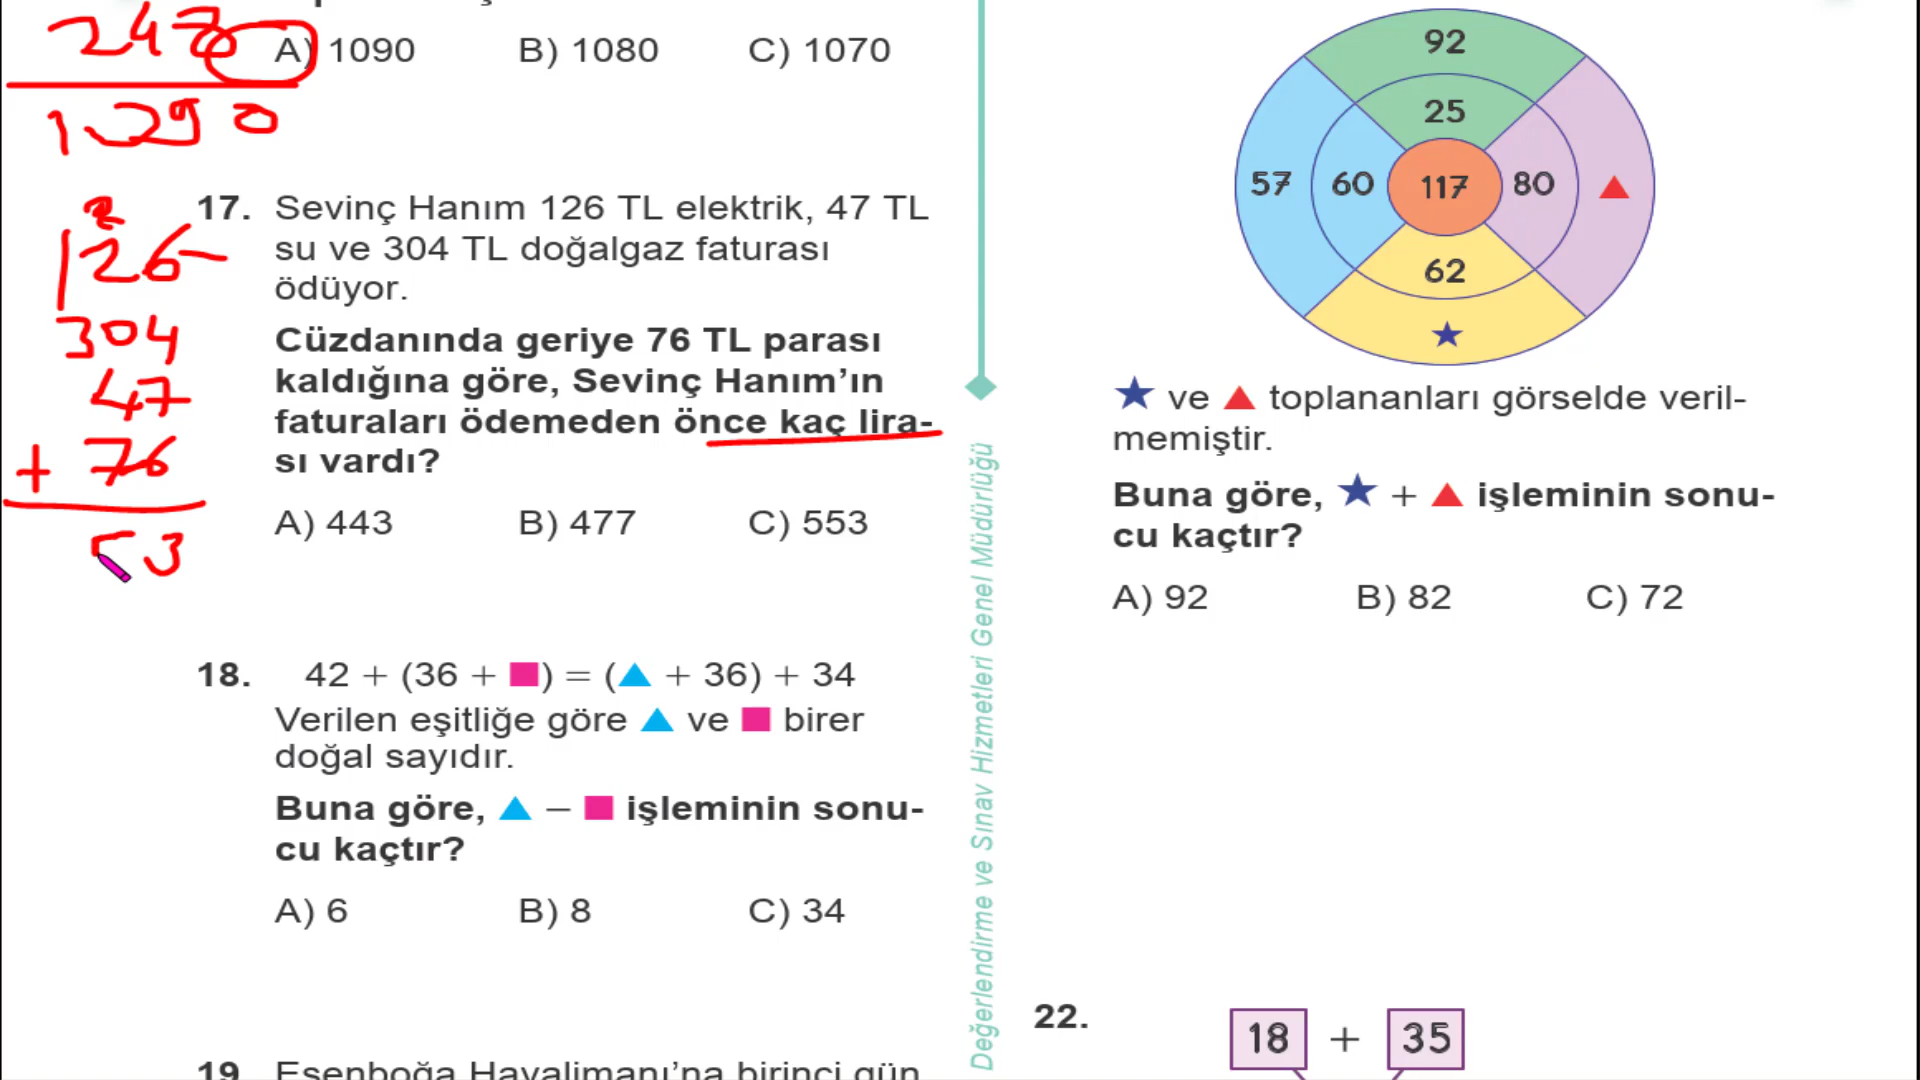 247
A) 1090 B) 1080 C) 1070
1290
17. Sevinç Hanım 126 TL elektrik, 47 TL
su ve 304 TL doğalgaz faturası
ödüyor.
Cüzdanında geriye 76 TL parası
kaldığına göre, Sevinç Hanım’ın
faturaları ödemeden önce kaç lira-
sı vardı?
A) 443 B) 477 C) 553
2
126
304
47
+ 76
53
18. 42 + (36 + ■) = (▲ + 36) + 34
Verilen eşitliğe göre ▲ ve ■ birer
doğal sayıdır.
Buna göre, ▲ − ■ işleminin sonu-
cu kaçtır?
A) 6 B) 8 C) 34
19 Esenboğa Havalimanı’na birinci gün
Değerlendirme ve Sınav Hizmetleri Genel Müdürlüğü
92
25
57 60 117 80 ▲
62
★
★ ve ▲ toplananları görselde veril-
memiştir.
Buna göre, ★ + ▲ işleminin sonu-
cu kaçtır?
A) 92 B) 82 C) 72
22. 18 + 35